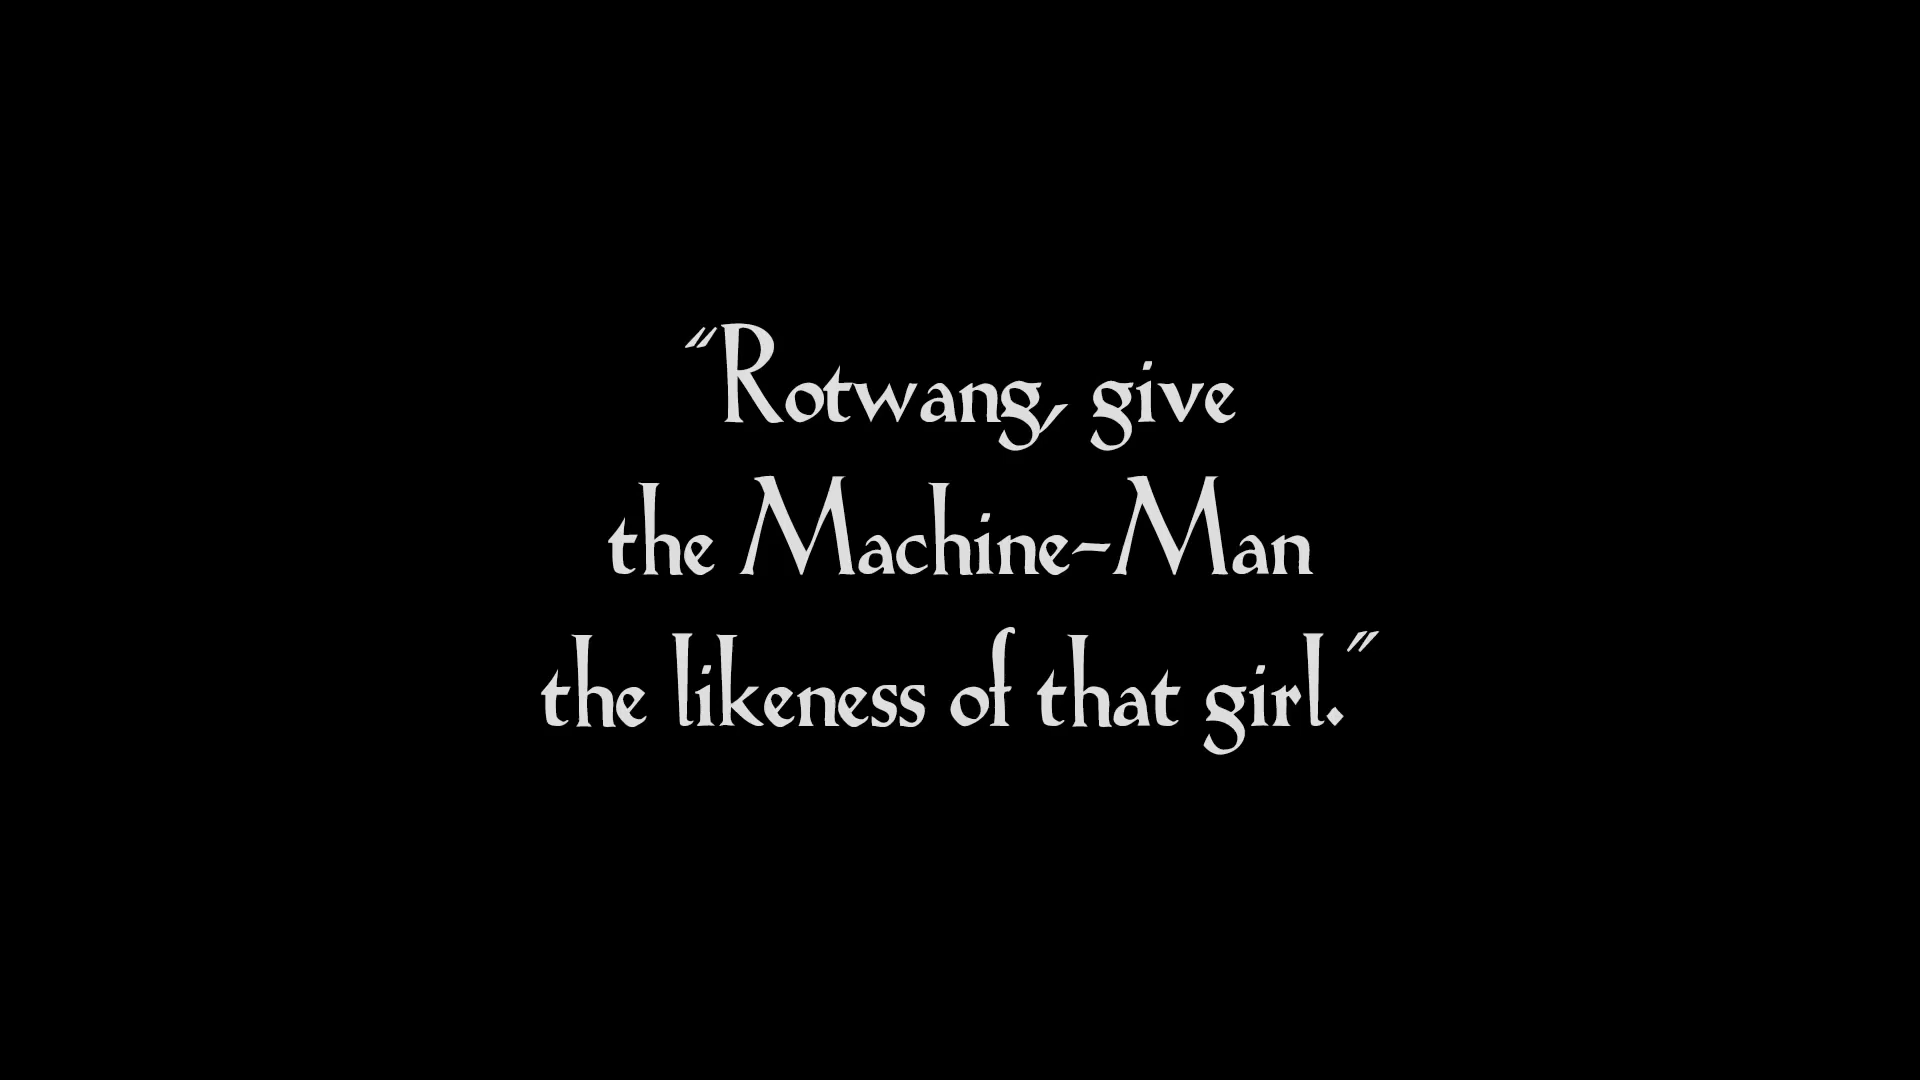 “Rotwang, give
the Machine-Man
the likeness of that girl.”